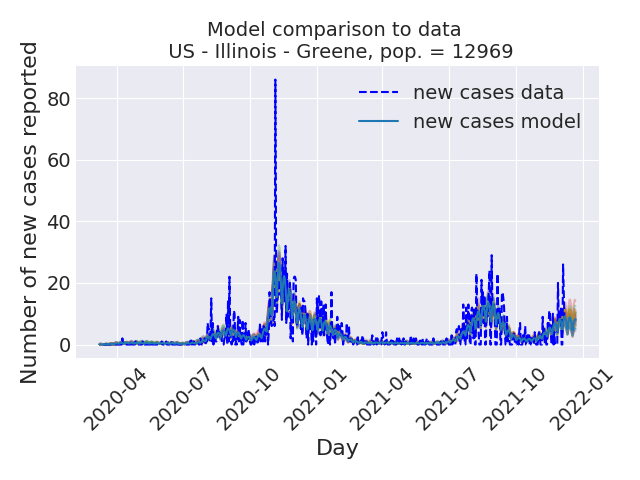 Model comparison to data
US - Illinois - Greene, pop. = 12969
Number of new cases reported
80
60
40
20
0
new cases data
new cases model
2020-04
2020-07
2020-10
2021-01
2021-04
2021-07
2021-10
2022-01
Day